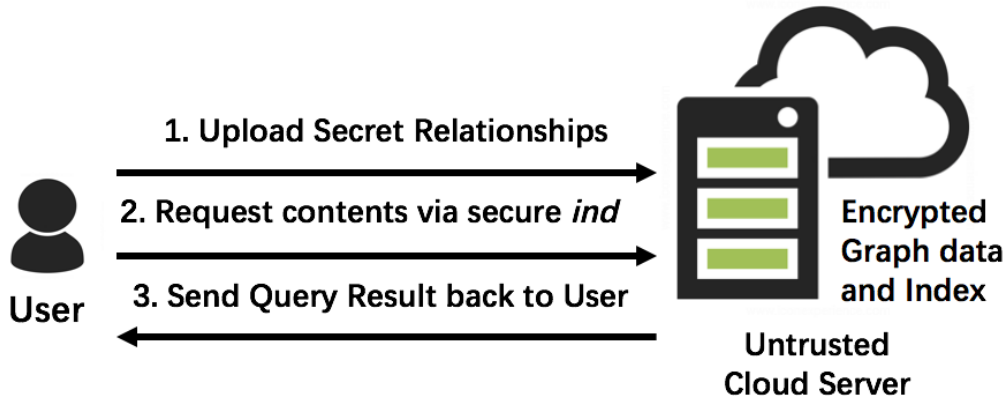 1. Upload Secret Relationships
2. Request contents via secure ind
3. Send Query Result back to User
User
Encrypted
Graph data
and Index
Untrusted
Cloud Server